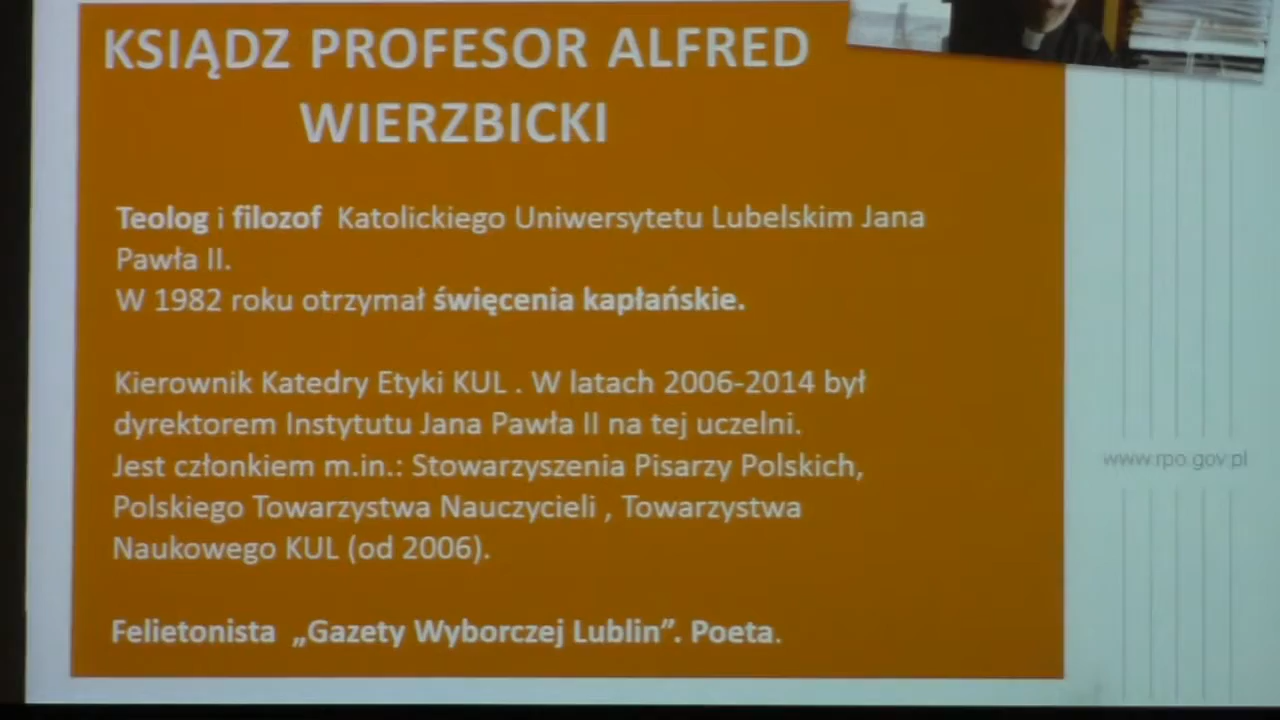 KSIĄDZ PROFESOR ALFRED
WIERZBICKI
Teolog i filozof Katolickiego Uniwersytetu Lubelskim Jana
Pawła II.
W 1982 roku otrzymał święcenia kapłańskie.
Kierownik Katedry Etyki KUL . W latach 2006-2014 był
dyrektorem Instytutu Jana Pawła II na tej uczelni.
Jest członkiem m.in.: Stowarzyszenia Pisarzy Polskich,
Polskiego Towarzystwa Nauczycieli , Towarzystwa
Naukowego KUL (od 2006).
Felietonista „Gazety Wyborczej Lublin”. Poeta.
www.rpo.gov.pl